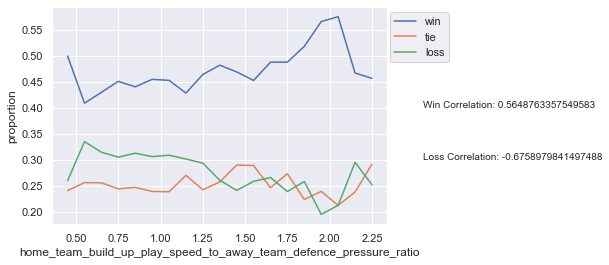 win
tie
loss
proportion
0.55
0.50
0.45
0.40
0.35
0.30
0.25
0.20
Win Correlation: 0.5648763357549583
Loss Correlation: -0.6758979841497488
0.50 0.75 1.00 1.25 1.50 1.75 2.00 2.25
home_team_build_up_play_speed_to_away_team_defence_pressure_ratio